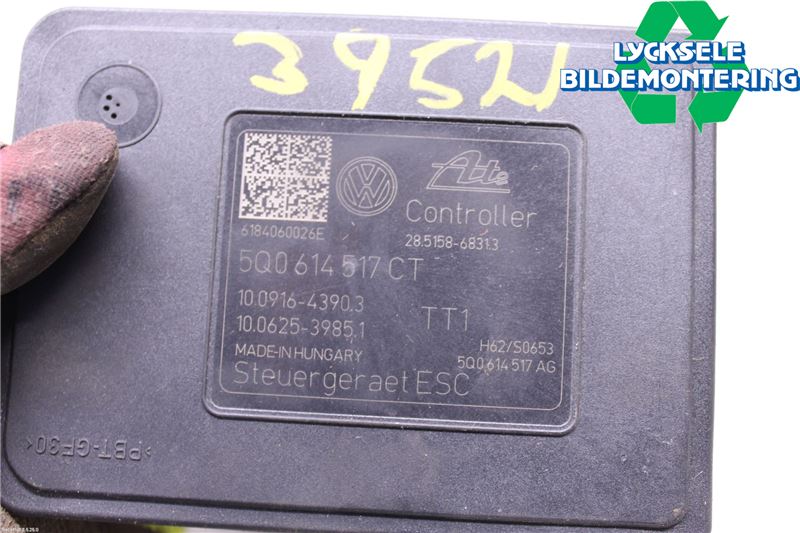 3952J
LYCKSELE
BILDEMONTERING
Ate
Controller
6184060026E
28.5158-6831.3
5Q0 614 517 CT
10.0916-4390.3
TT1
10.0625-3985.1
H62/S0653
MADE-IN HUNGARY
5Q0 614 517 AG
Steuergeraet ESC
>PBT-GF30<